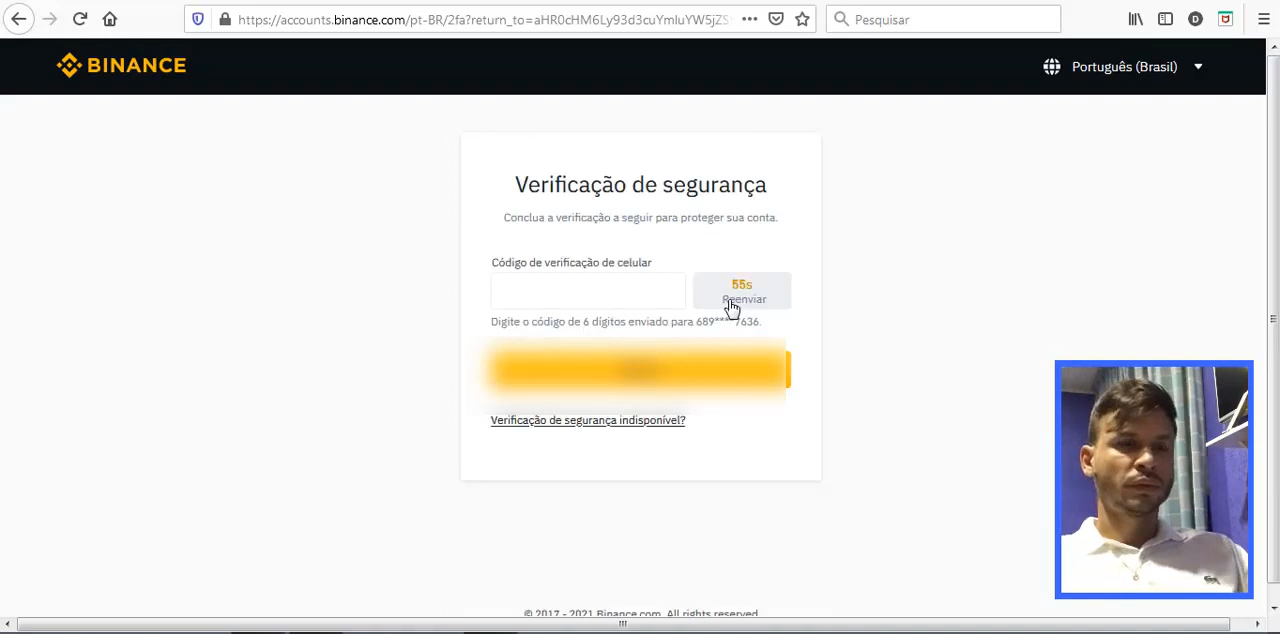 https://accounts.binance.com/pt-BR/2fa?return_to=aHR0cHM6Ly93d3cuYmluYW5jZS
Pesquisar
BINANCE
Português (Brasil)
Verificação de segurança
Conclua a verificação a seguir para proteger sua conta.
Código de verificação de celular
55s
Reenviar
Digite o código de 6 dígitos enviado para 689****7636.
Verificação de segurança indisponível?
© 2017 - 2021 Binance.com. All rights reserved